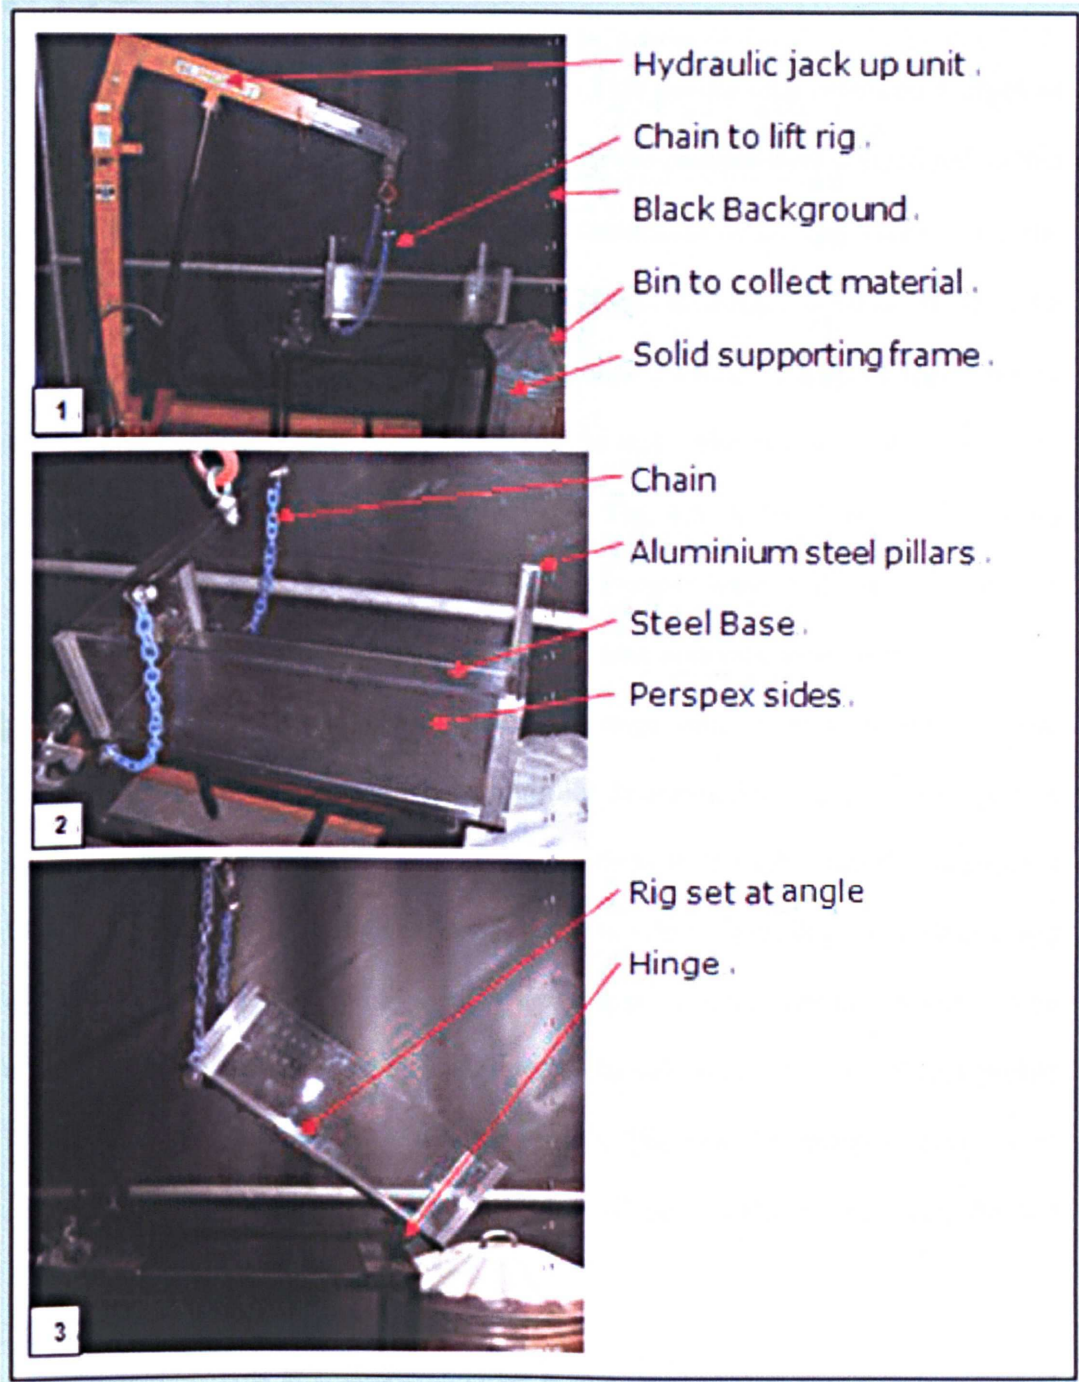 Hydraulic jack up unit .
Chain to lift rig .
Black Background .
Bin to collect material .
Solid supporting frame .
1
Chain
Aluminium steel pillars .
Steel Base .
Perspex sides .
2
Rig set at angle
Hinge .
3